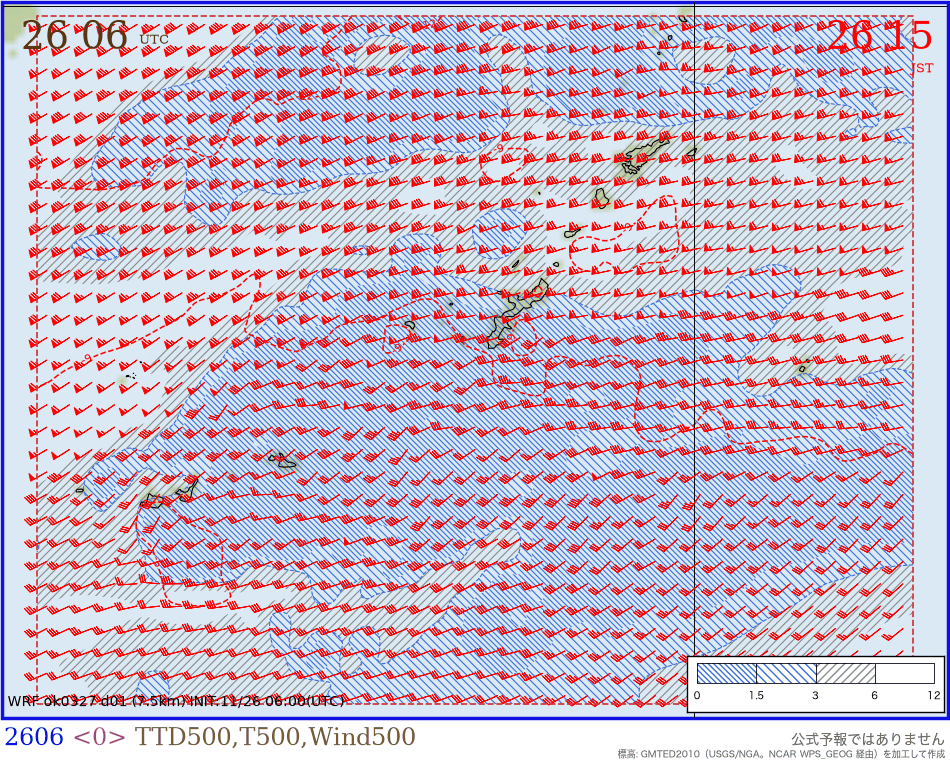 26 06 UTC
26 15
JST
-9
-9
-9
WRF ok0327 d01 (7.5km) INIT:11/26 06:00(UTC)
0 1.5 3 6 12
2606 <0> TTD500,T500,Wind500
公式予報ではありません
標高: GMTED2010（USGS/NGA。NCAR WPS_GEOG 経由）を加工して作成